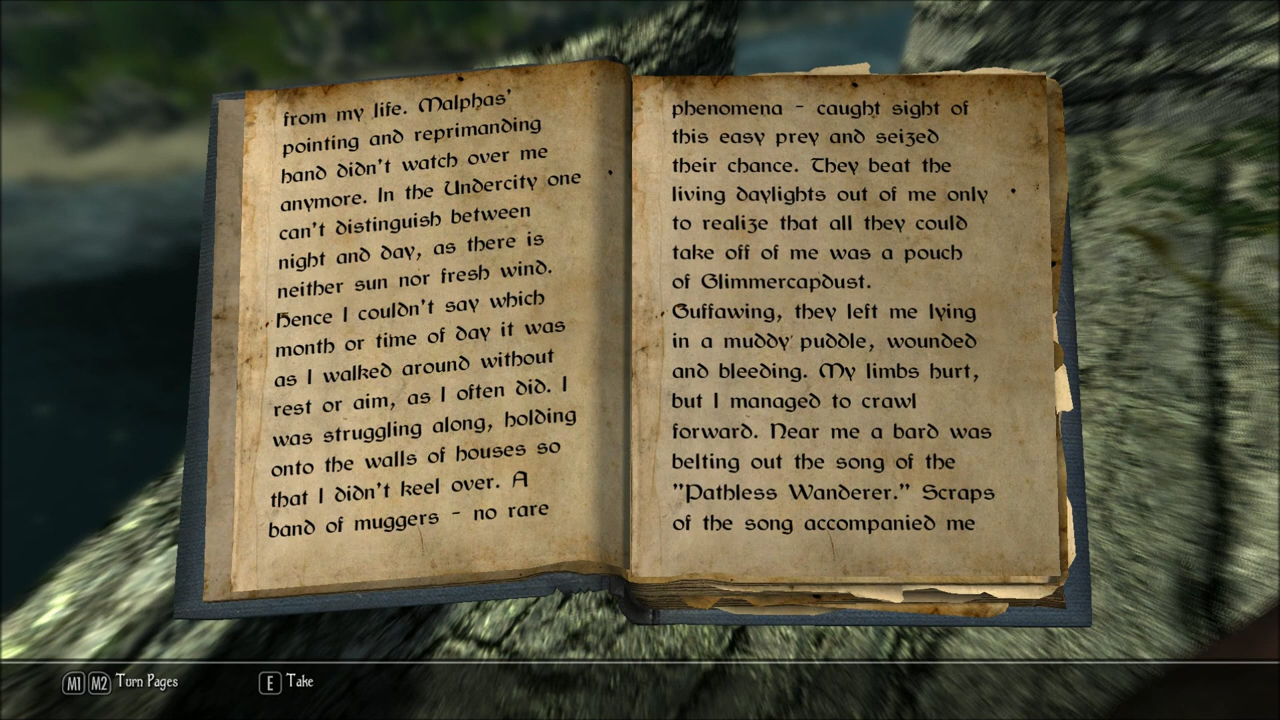 from my life. Malphas'
pointing and reprimanding
hand didn't watch over me
anymore. In the Undercity one
can't distinguish between
night and day, as there is
neither sun nor fresh wind.
Hence I couldn't say which
month or time of day it was
as I walked around without
rest or aim, as I often did. I
was struggling along, holding
onto the walls of houses so
that I didn't keel over. A
band of muggers - no rare
phenomena - caught sight of
this easy prey and seized
their chance. They beat the
living daylights out of me only
to realize that all they could
take off of me was a pouch
of Glimmercapdust.
Guffawing, they left me lying
in a muddy puddle, wounded
and bleeding. My limbs hurt,
but I managed to crawl
forward. Near me a bard was
belting out the song of the
"Pathless Wanderer." Scraps
of the song accompanied me
M1 M2 Turn Pages
E Take